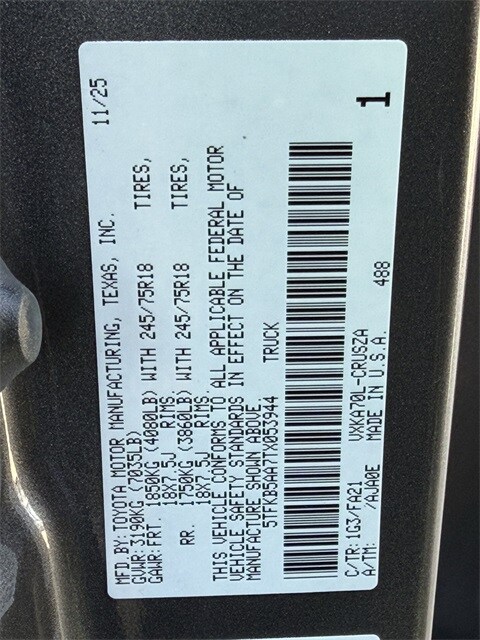 MFD.BY:TOYOTA MOTOR MANUFACTURING, TEXAS, INC. 11/25
GVWR:3190KG (7035LB)
GAWR:FRT. 1850KG (4080LB) WITH 245/75R18 TIRES,
18X7.5J RIMS.
RR. 1750KG (3860LB) WITH 245/75R18 TIRES,
18X7.5J RIMS.
THIS VEHICLE CONFORMS TO ALL APPLICABLE FEDERAL MOTOR
VEHICLE SAFETY STANDARDS IN EFFECT ON THE DATE OF
MANUFACTURE SHOWN ABOVE.
5TFKB5AA7TX053944 TRUCK
1
C/TR:1G3/FA21 VXKA70L-CRUSZA 488
A/TM: /AJA0E MADE IN U.S.A.